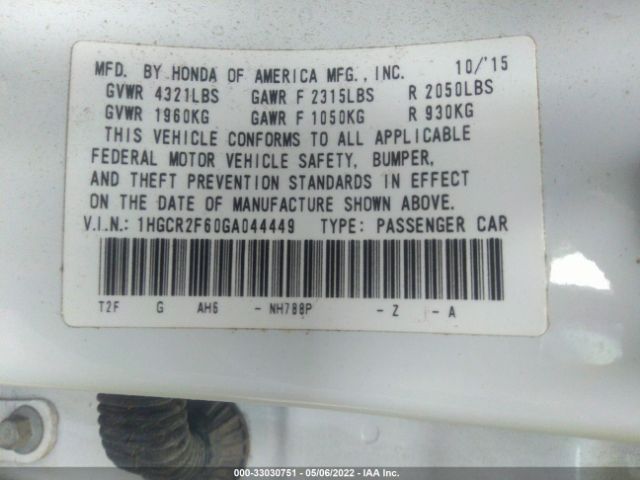 MFD. BY HONDA OF AMERICA MFG., INC. 10/'15
GVWR 4321LBS GAWR F 2315LBS R 2050LBS
GVWR 1960KG GAWR F 1050KG R 930KG
THIS VEHICLE CONFORMS TO ALL APPLICABLE
FEDERAL MOTOR VEHICLE SAFETY, BUMPER,
AND THEFT PREVENTION STANDARDS IN EFFECT
ON THE DATE OF MANUFACTURE SHOWN ABOVE.
V.I.N.: 1HGCR2F60GA044449 TYPE: PASSENGER CAR
T2F G AH6 - NH788P - Z - A
000-33030751 - 05/06/2022 - IAA Inc.